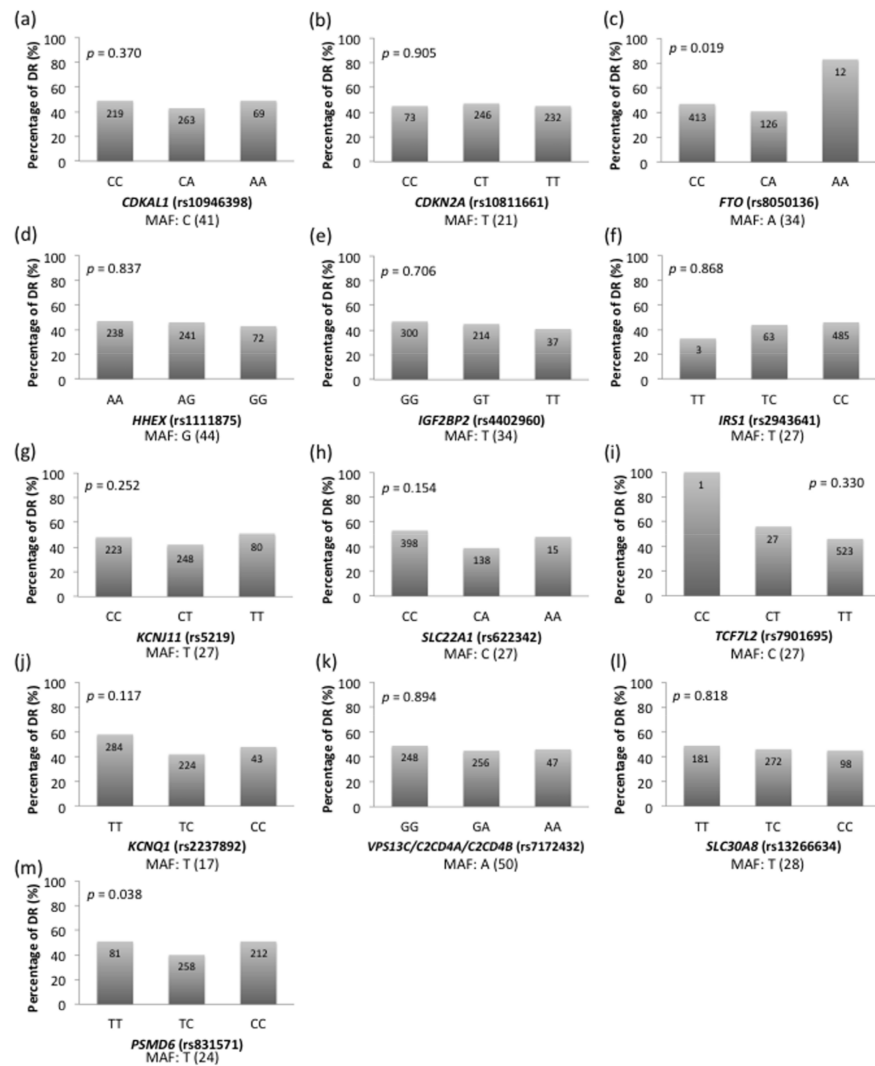 (a)
Percentage of DR (%)
100
80
60
40
20
0
p = 0.370
219
263
69
CC CA AA
CDKAL1 (rs10946398)
MAF: C (41)
(b)
Percentage of DR (%)
100
80
60
40
20
0
p = 0.905
73
246
232
CC CT TT
CDKN2A (rs10811661)
MAF: T (21)
(c)
Percentage of DR (%)
100
80
60
40
20
0
p = 0.019
413
126
12
CC CA AA
FTO (rs8050136)
MAF: A (34)
(d)
Percentage of DR (%)
100
80
60
40
20
0
p = 0.837
238
241
72
AA AG GG
HHEX (rs1111875)
MAF: G (44)
(e)
Percentage of DR (%)
100
80
60
40
20
0
p = 0.706
300
214
37
GG GT TT
IGF2BP2 (rs4402960)
MAF: T (34)
(f)
Percentage of DR (%)
100
80
60
40
20
0
p = 0.868
3
63
485
TT TC CC
IRS1 (rs2943641)
MAF: T (27)
(g)
Percentage of DR (%)
100
80
60
40
20
0
p = 0.252
223
248
80
CC CT TT
KCNJ11 (rs5219)
MAF: T (27)
(h)
Percentage of DR (%)
100
80
60
40
20
0
p = 0.154
398
138
15
CC CA AA
SLC22A1 (rs622342)
MAF: C (27)
(i)
Percentage of DR (%)
100
80
60
40
20
0
p = 0.330
1
27
523
CC CT TT
TCF7L2 (rs7901695)
MAF: C (27)
(j)
Percentage of DR (%)
100
80
60
40
20
0
p = 0.117
284
224
43
TT TC CC
KCNQ1 (rs2237892)
MAF: T (17)
(k)
Percentage of DR (%)
100
80
60
40
20
0
p = 0.894
248
256
47
GG GA AA
VPS13C/C2CD4A/C2CD4B (rs7172432)
MAF: A (50)
(l)
Percentage of DR (%)
100
80
60
40
20
0
p = 0.818
181
272
98
TT TC CC
SLC30A8 (rs13266634)
MAF: T (28)
(m)
Percentage of DR (%)
100
80
60
40
20
0
p = 0.038
81
258
212
TT TC CC
PSMD6 (rs831571)
MAF: T (24)